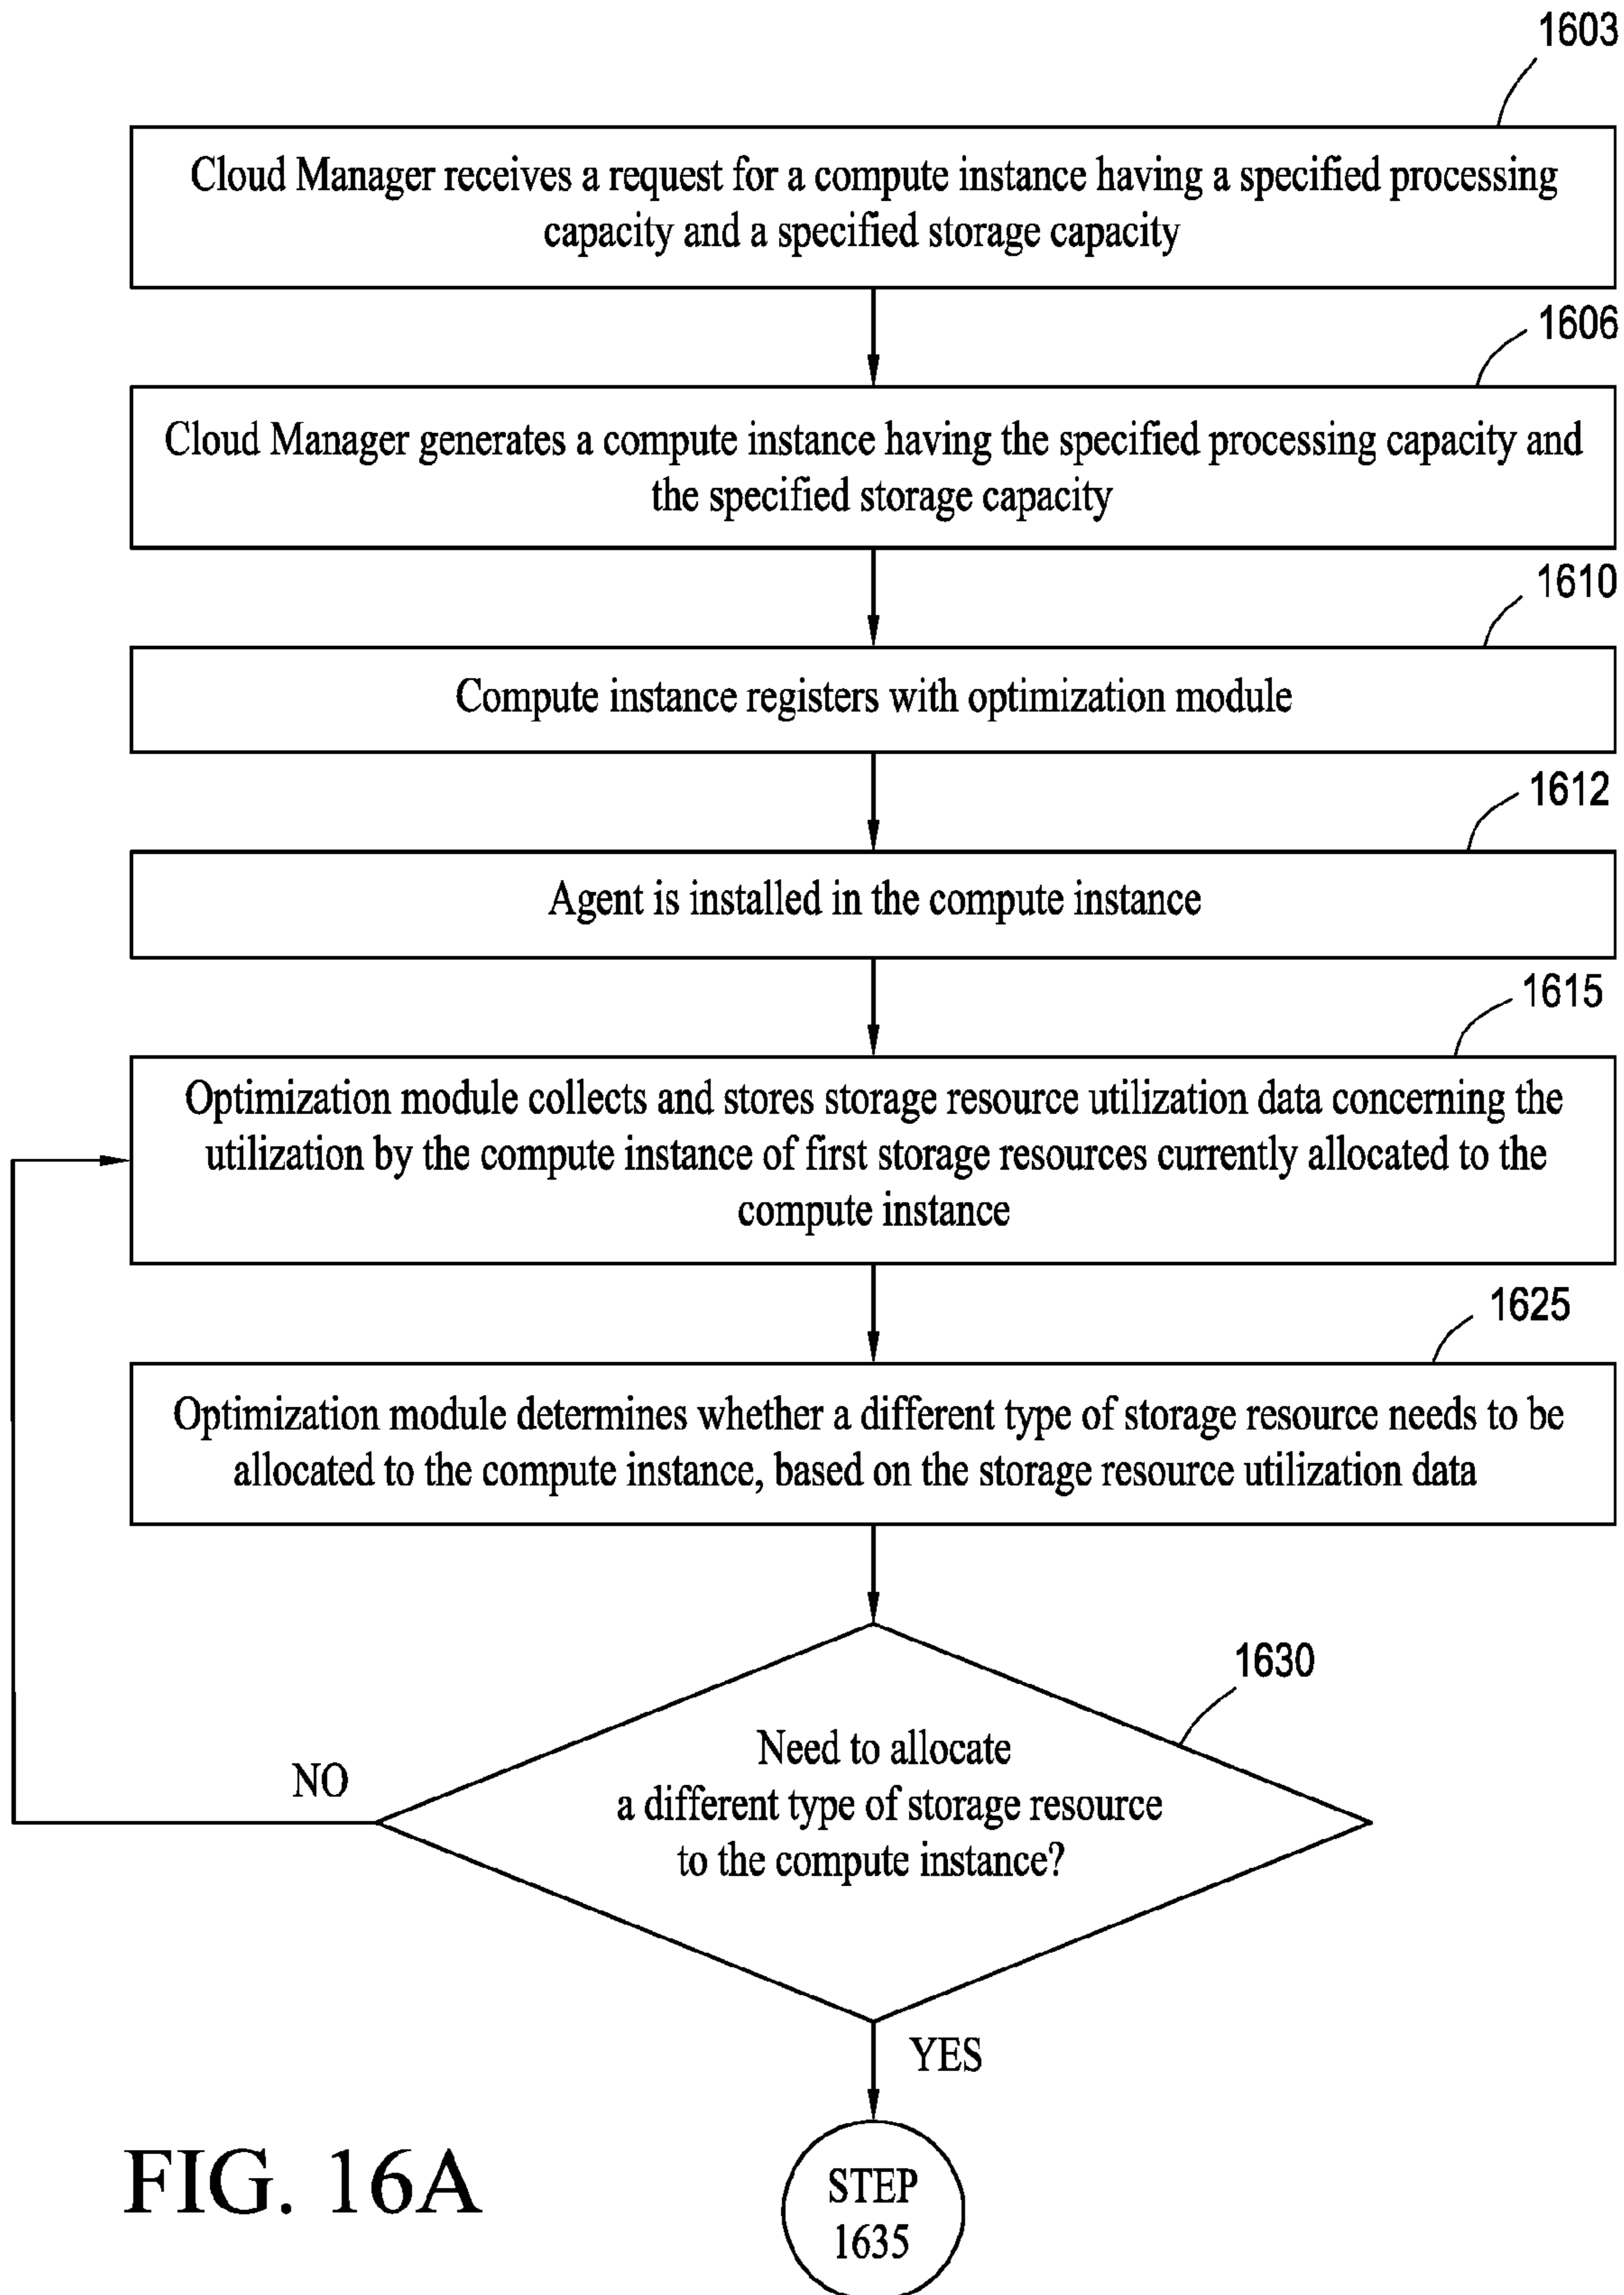 1603
Cloud Manager receives a request for a compute instance having a specified processing
capacity and a specified storage capacity
1606
Cloud Manager generates a compute instance having the specified processing capacity and
the specified storage capacity
1610
Compute instance registers with optimization module
1612
Agent is installed in the compute instance
1615
Optimization module collects and stores storage resource utilization data concerning the
utilization by the compute instance of first storage resources currently allocated to the
compute instance
1625
Optimization module determines whether a different type of storage resource needs to be
allocated to the compute instance, based on the storage resource utilization data
1630
Need to allocate
a different type of storage resource
to the compute instance?
NO
YES
STEP
1635
FIG. 16A